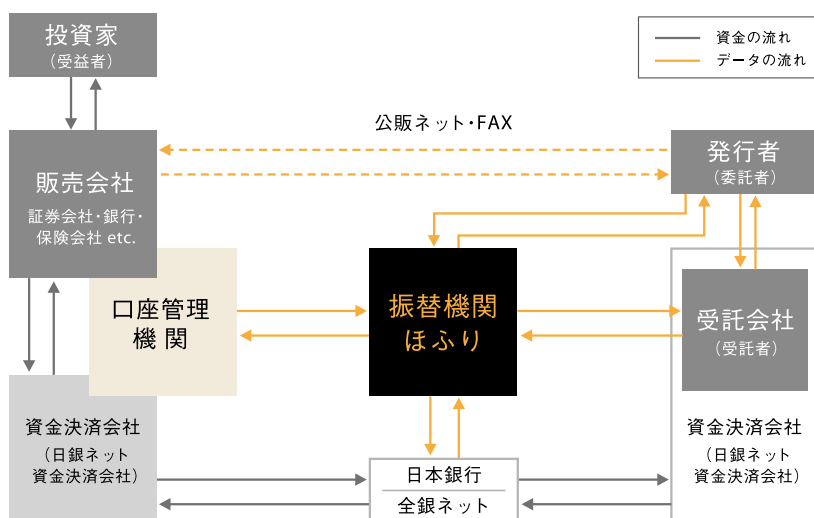 投資家
（受益者）
資金の流れ
データの流れ
公販ネット・FAX
販売会社
証券会社・銀行・
保険会社 etc.
発行者
（委託者）
口座管理
機関
振替機関
ほふり
受託会社
（受託者）
資金決済会社
（日銀ネット
資金決済会社）
日本銀行
全銀ネット
資金決済会社
（日銀ネット
資金決済会社）